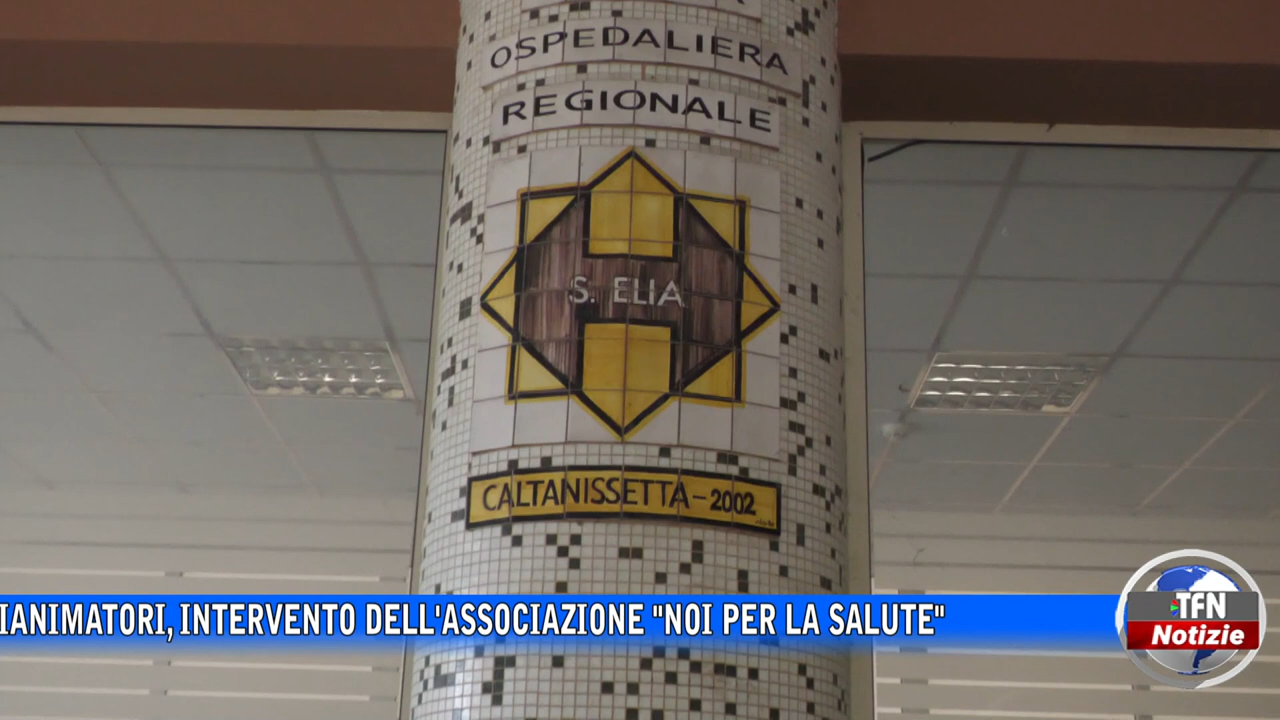 OSPEDALIERA
REGIONALE
S. ELIA
CALTANISSETTA-2002
IANIMATORI, INTERVENTO DELL'ASSOCIAZIONE "NOI PER LA SALUTE"
TFN
Notizie